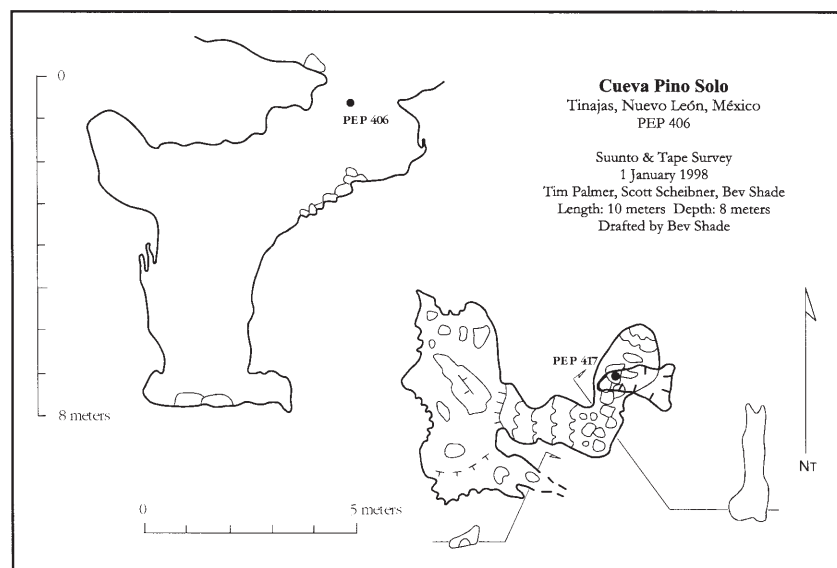 Cueva Pino Solo
Tinajas, Nuevo León, México
PEP 406
Suunto & Tape Survey
1 January 1998
Tim Palmer, Scott Scheibner, Bev Shade
Length: 10 meters Depth: 8 meters
Drafted by Bev Shade
0
PEP 406
8 meters
PEP 417
NT
0
5 meters